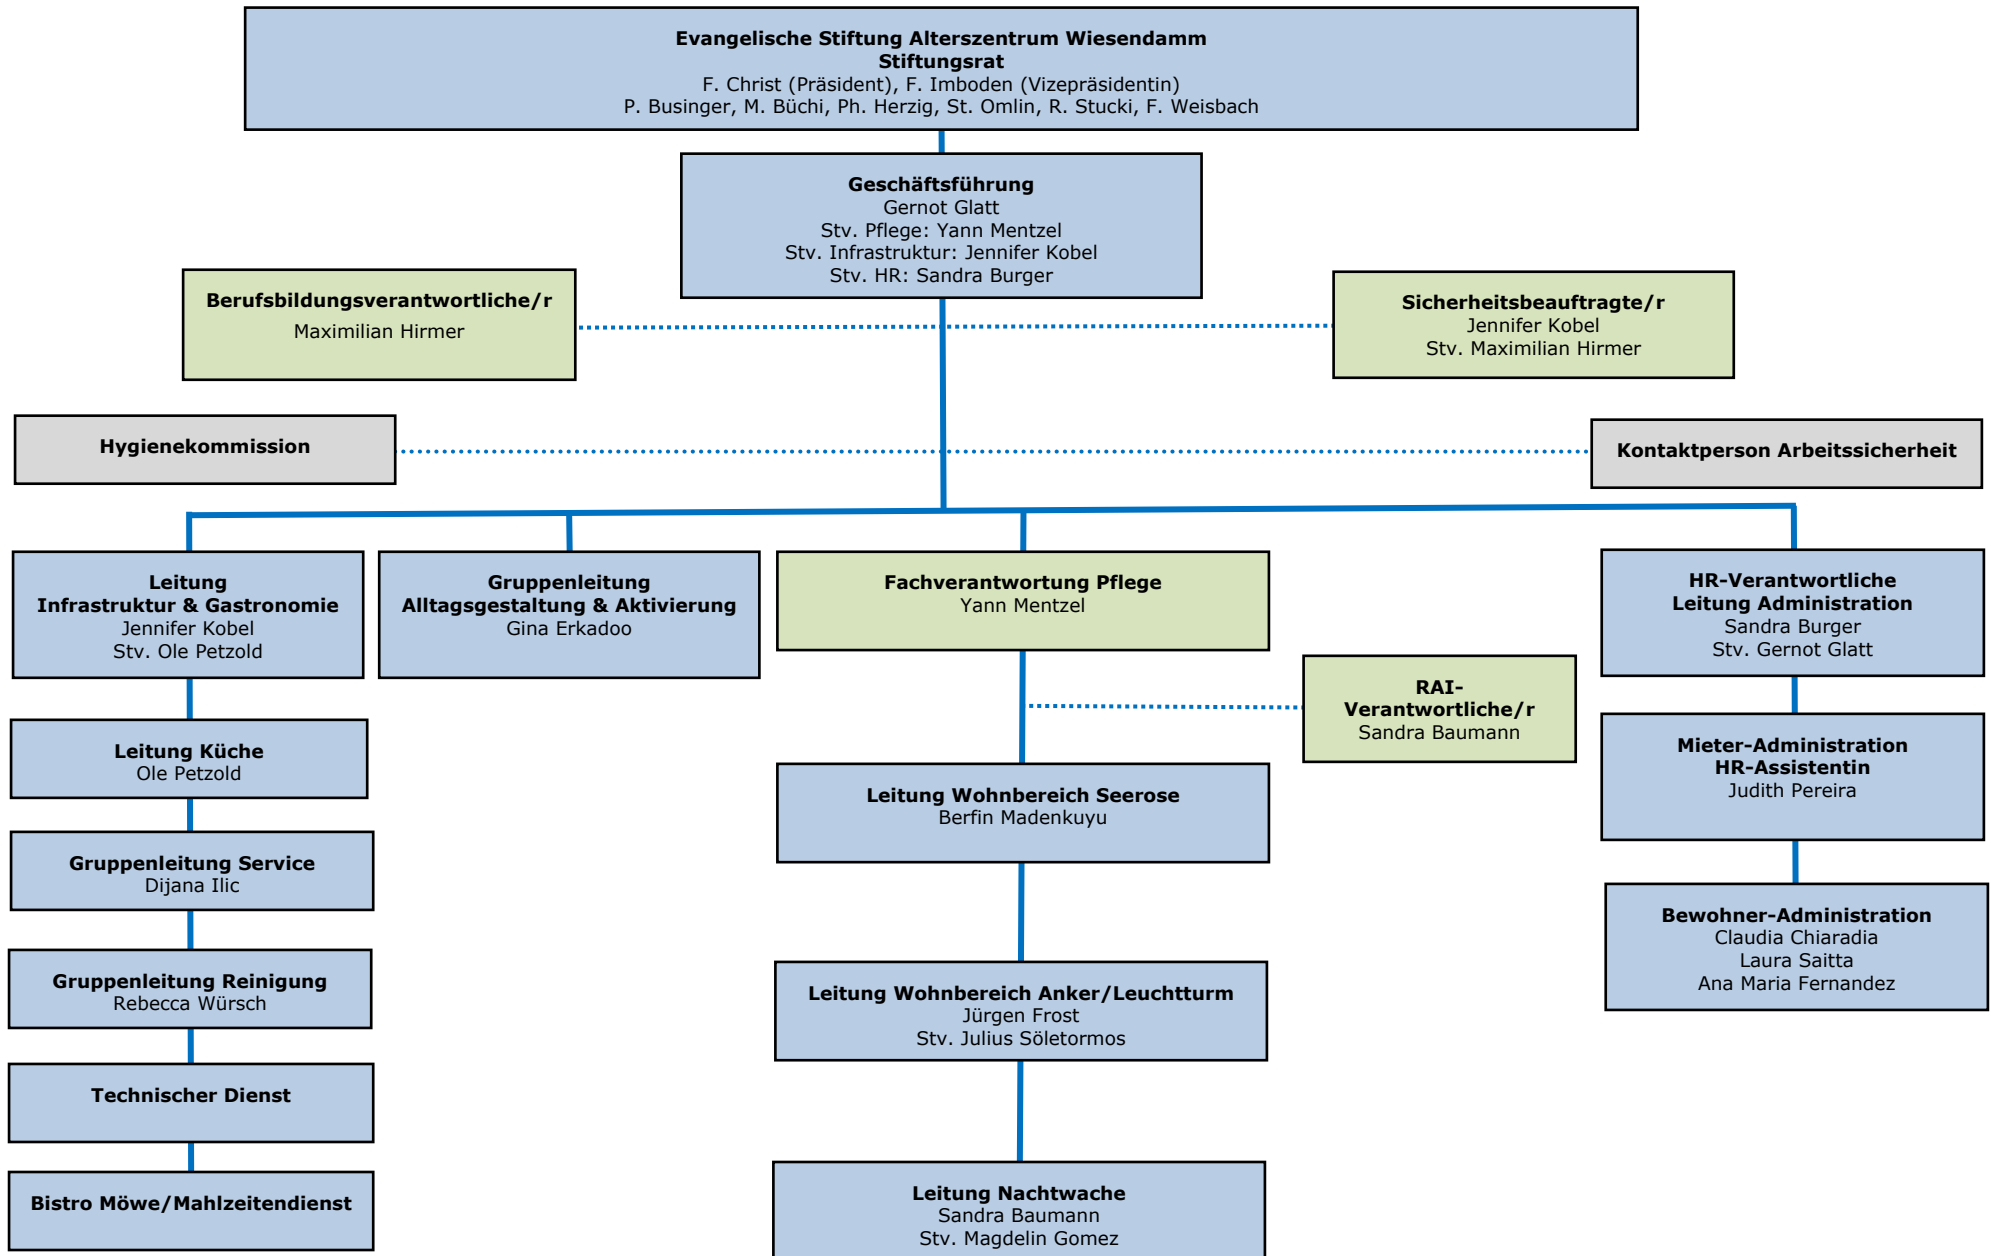 Evangelische Stiftung Alterszentrum Wiesendamm
Stiftungsrat
F. Christ (Präsident), F. Imboden (Vizepräsidentin)
P. Businger, M. Büchi, Ph. Herzig, St. Omlin, R. Stucki, F. Weisbach
Geschäftsführung
Gernot Glatt
Stv. Pflege: Yann Mentzel
Stv. Infrastruktur: Jennifer Kobel
Stv. HR: Sandra Burger
Berufsbildungsverantwortliche/r
Maximilian Hirmer
Sicherheitsbeauftragte/r
Jennifer Kobel
Stv. Maximilian Hirmer
Hygienekommission
Kontaktperson Arbeitssicherheit
Leitung
Infrastruktur & Gastronomie
Jennifer Kobel
Stv. Ole Petzold
Gruppenleitung
Alltagsgestaltung & Aktivierung
Gina Erkadoo
Fachverantwortung Pflege
Yann Mentzel
HR-Verantwortliche
Leitung Administration
Sandra Burger
Stv. Gernot Glatt
RAI-
Verantwortliche/r
Sandra Baumann
Leitung Küche
Ole Petzold
Leitung Wohnbereich Seerose
Berfin Madenkuyu
Mieter-Administration
HR-Assistentin
Judith Pereira
Gruppenleitung Service
Dijana Ilic
Bewohner-Administration
Claudia Chiaradia
Laura Saitta
Ana Maria Fernandez
Gruppenleitung Reinigung
Rebecca Würsch
Leitung Wohnbereich Anker/Leuchtturm
Jürgen Frost
Stv. Julius Söletormos
Technischer Dienst
Bistro Möwe/Mahlzeitendienst
Leitung Nachtwache
Sandra Baumann
Stv. Magdelin Gomez